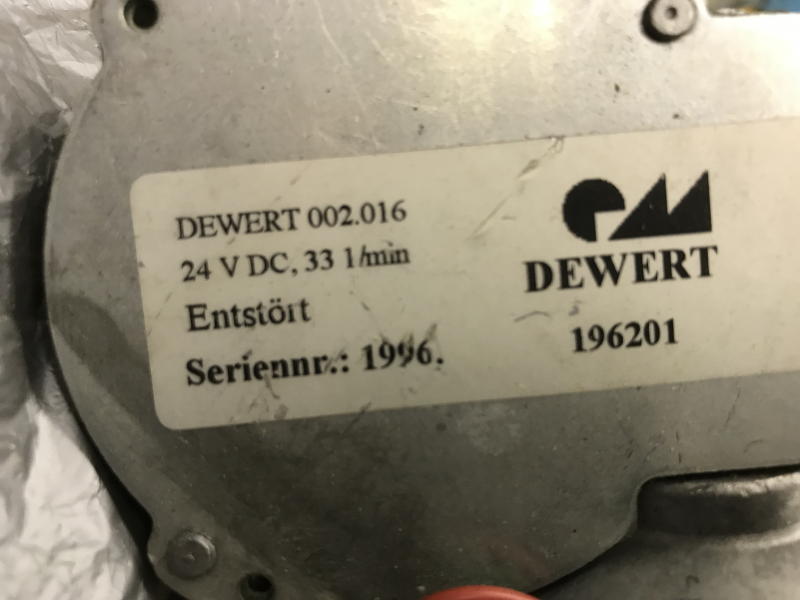 DEWERT 002.016
24 V DC, 33 1/min
Entstört
Seriennr.: 1996.
DEWERT
196201